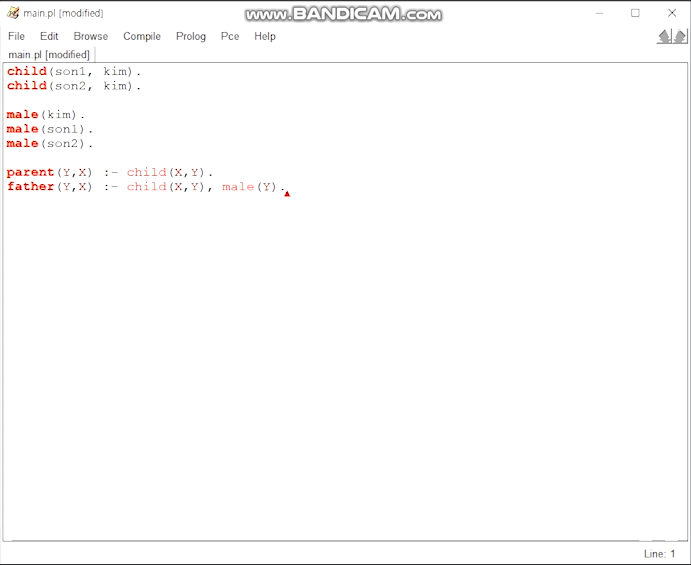 main.pl [modified]
www.BANDICAM.com
File Edit Browse Compile Prolog Pce Help
main.pl [modified]
child(son1, kim).
child(son2, kim).
male(kim).
male(son1).
male(son2).
parent(Y,X) :- child(X,Y).
father(Y,X) :- child(X,Y), male(Y).
Line: 1